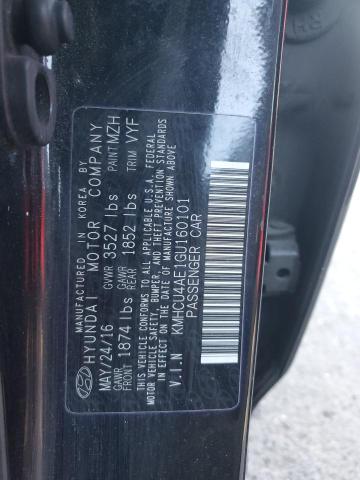 MANUFACTURED IN KOREA BY
HYUNDAI MOTOR COMPANY
MAY/24/16 GVWR 3527 lbs PAINT MZH
GAWR FRONT 1874 lbs GAWR REAR 1852 lbs TRIM VYF
THIS VEHICLE CONFORMS TO ALL APPLICABLE U.S.A. FEDERAL
MOTOR VEHICLE SAFETY, BUMPER, AND THEFT PREVENTION STANDARDS
IN EFFECT ON THE DATE OF MANUFACTURE SHOWN ABOVE.
V.I.N KMHCU4AE1GU160101
PASSENGER CAR
RH